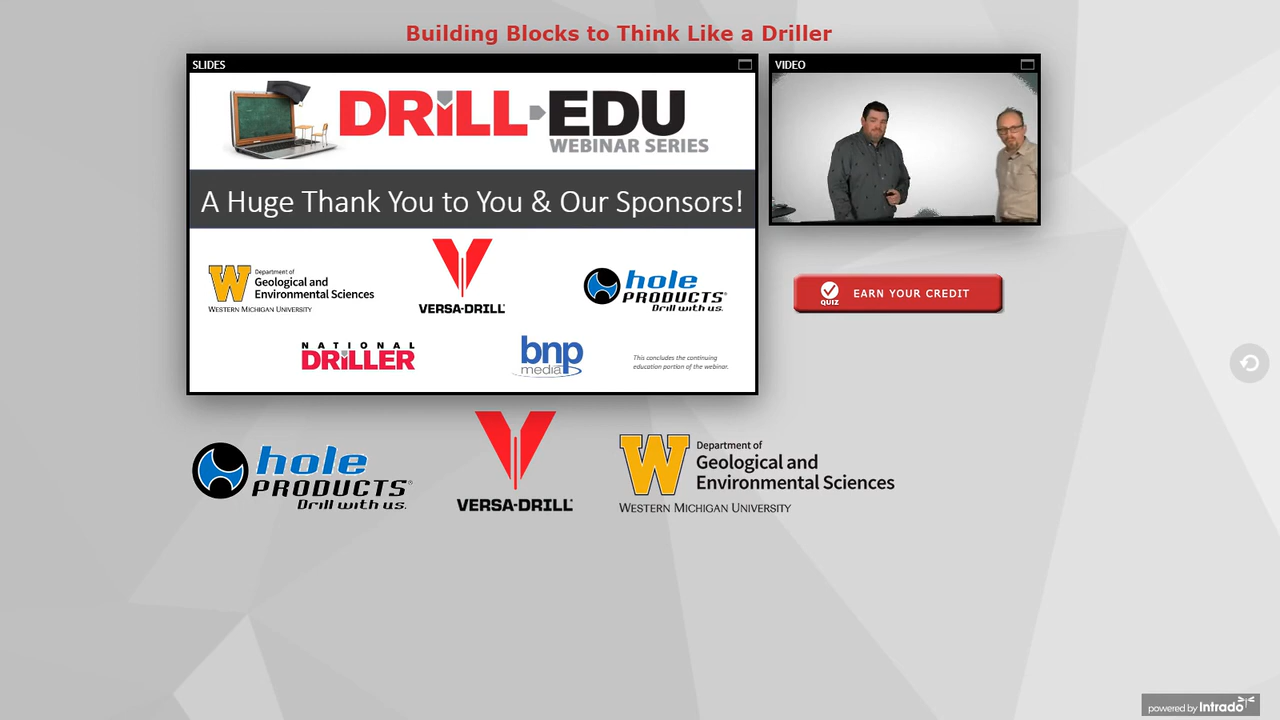 Building Blocks to Think Like a Driller
SLIDES
VIDEO
DRiLL EDU
WEBINAR SERIES
A Huge Thank You to You & Our Sponsors!
W
Department of
Geological and
Environmental Sciences
WESTERN MICHIGAN UNIVERSITY
VERSA-DRILL®
hole
PRODUCTS®
Drill with us.
NATIONAL
DRiLLER
bnp
media
This concludes the continuing
education portion of the webinar.
QUIZ
EARN YOUR CREDIT
hole
PRODUCTS®
Drill with us.
VERSA-DRILL®
W
Department of
Geological and
Environmental Sciences
WESTERN MICHIGAN UNIVERSITY
powered by Intrado